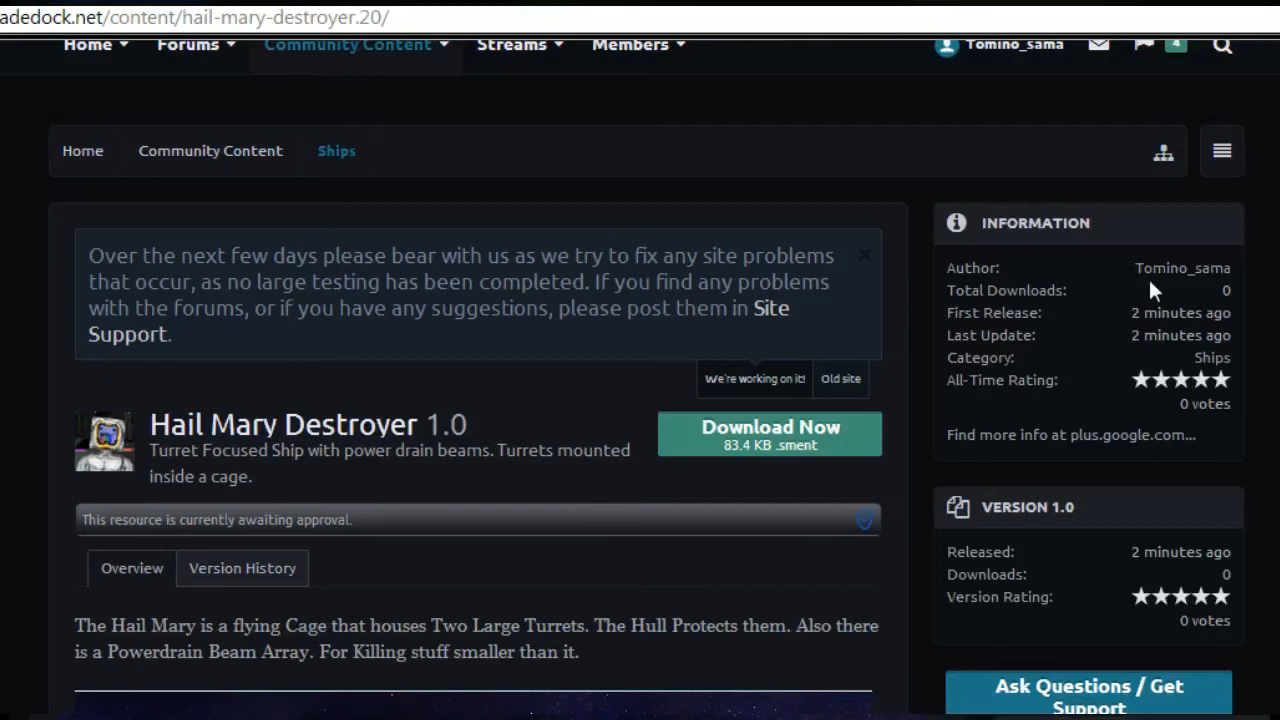 adedock.net/content/hail-mary-destroyer.20/
Home Forums Community Content Streams Members Tomino_sama 4
Home Community Content Ships
Over the next few days please bear with us as we try to fix any site problems
that occur, as no large testing has been completed. If you find any problems
with the forums, or if you have any suggestions, please post them in Site
Support.
We're working on it! Old site
Hail Mary Destroyer 1.0
Turret Focused Ship with power drain beams. Turrets mounted
inside a cage.
Download Now
83.4 KB .sment
This resource is currently awaiting approval.
Overview Version History
The Hail Mary is a flying Cage that houses Two Large Turrets. The Hull Protects them. Also there
is a Powerdrain Beam Array. For Killing stuff smaller than it.
INFORMATION
Author: Tomino_sama
Total Downloads: 0
First Release: 2 minutes ago
Last Update: 2 minutes ago
Category: Ships
All-Time Rating:
0 votes
Find more info at plus.google.com...
VERSION 1.0
Released: 2 minutes ago
Downloads: 0
Version Rating:
0 votes
Ask Questions / Get
Support